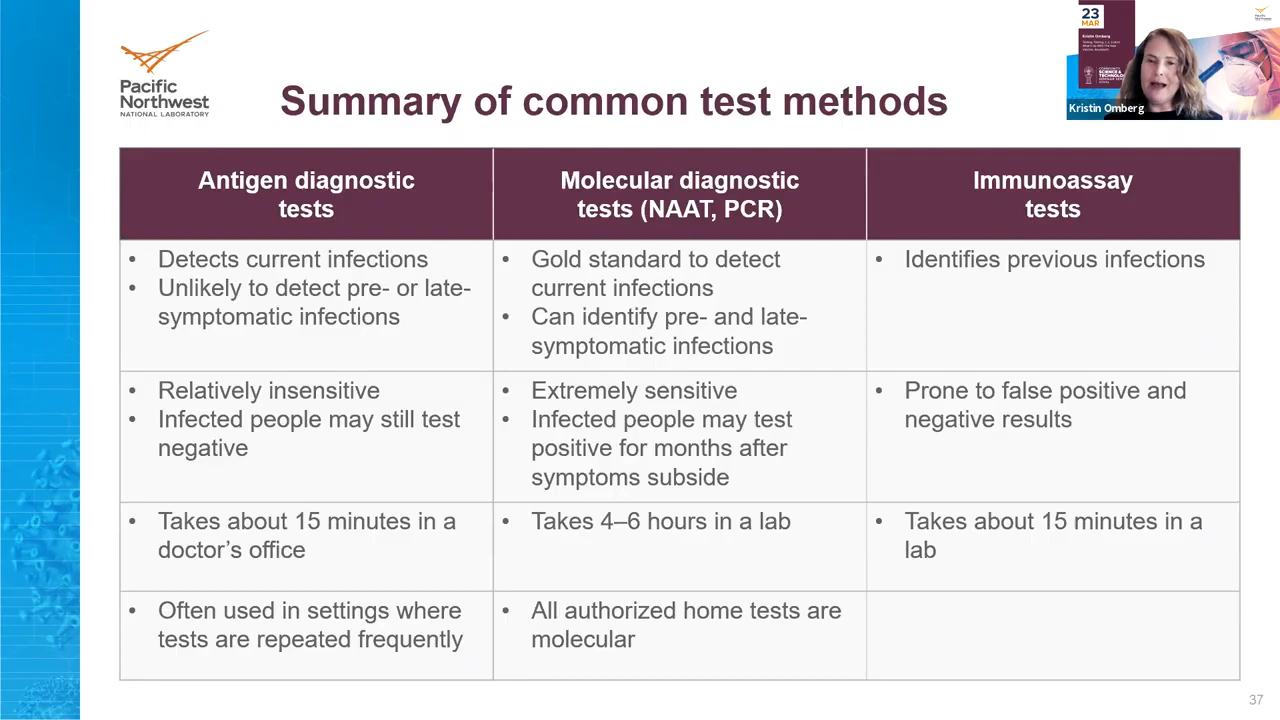 Pacific
Northwest
NATIONAL LABORATORY
Summary of common test methods
23
MAR
Kristin Omberg
COMMUNITY
SCIENCE &
TECHNOLOGY
Kristin Omberg
Antigen diagnostic
tests
Molecular diagnostic
tests (NAAT, PCR)
Immunoassay
tests
• Detects current infections
• Unlikely to detect pre- or late-
symptomatic infections
• Gold standard to detect
current infections
• Can identify pre- and late-
symptomatic infections
• Identifies previous infections
• Relatively insensitive
• Infected people may still test
negative
• Extremely sensitive
• Infected people may test
positive for months after
symptoms subside
• Prone to false positive and
negative results
• Takes about 15 minutes in a
doctor’s office
• Takes 4–6 hours in a lab
• Takes about 15 minutes in a
lab
• Often used in settings where
tests are repeated frequently
• All authorized home tests are
molecular
37